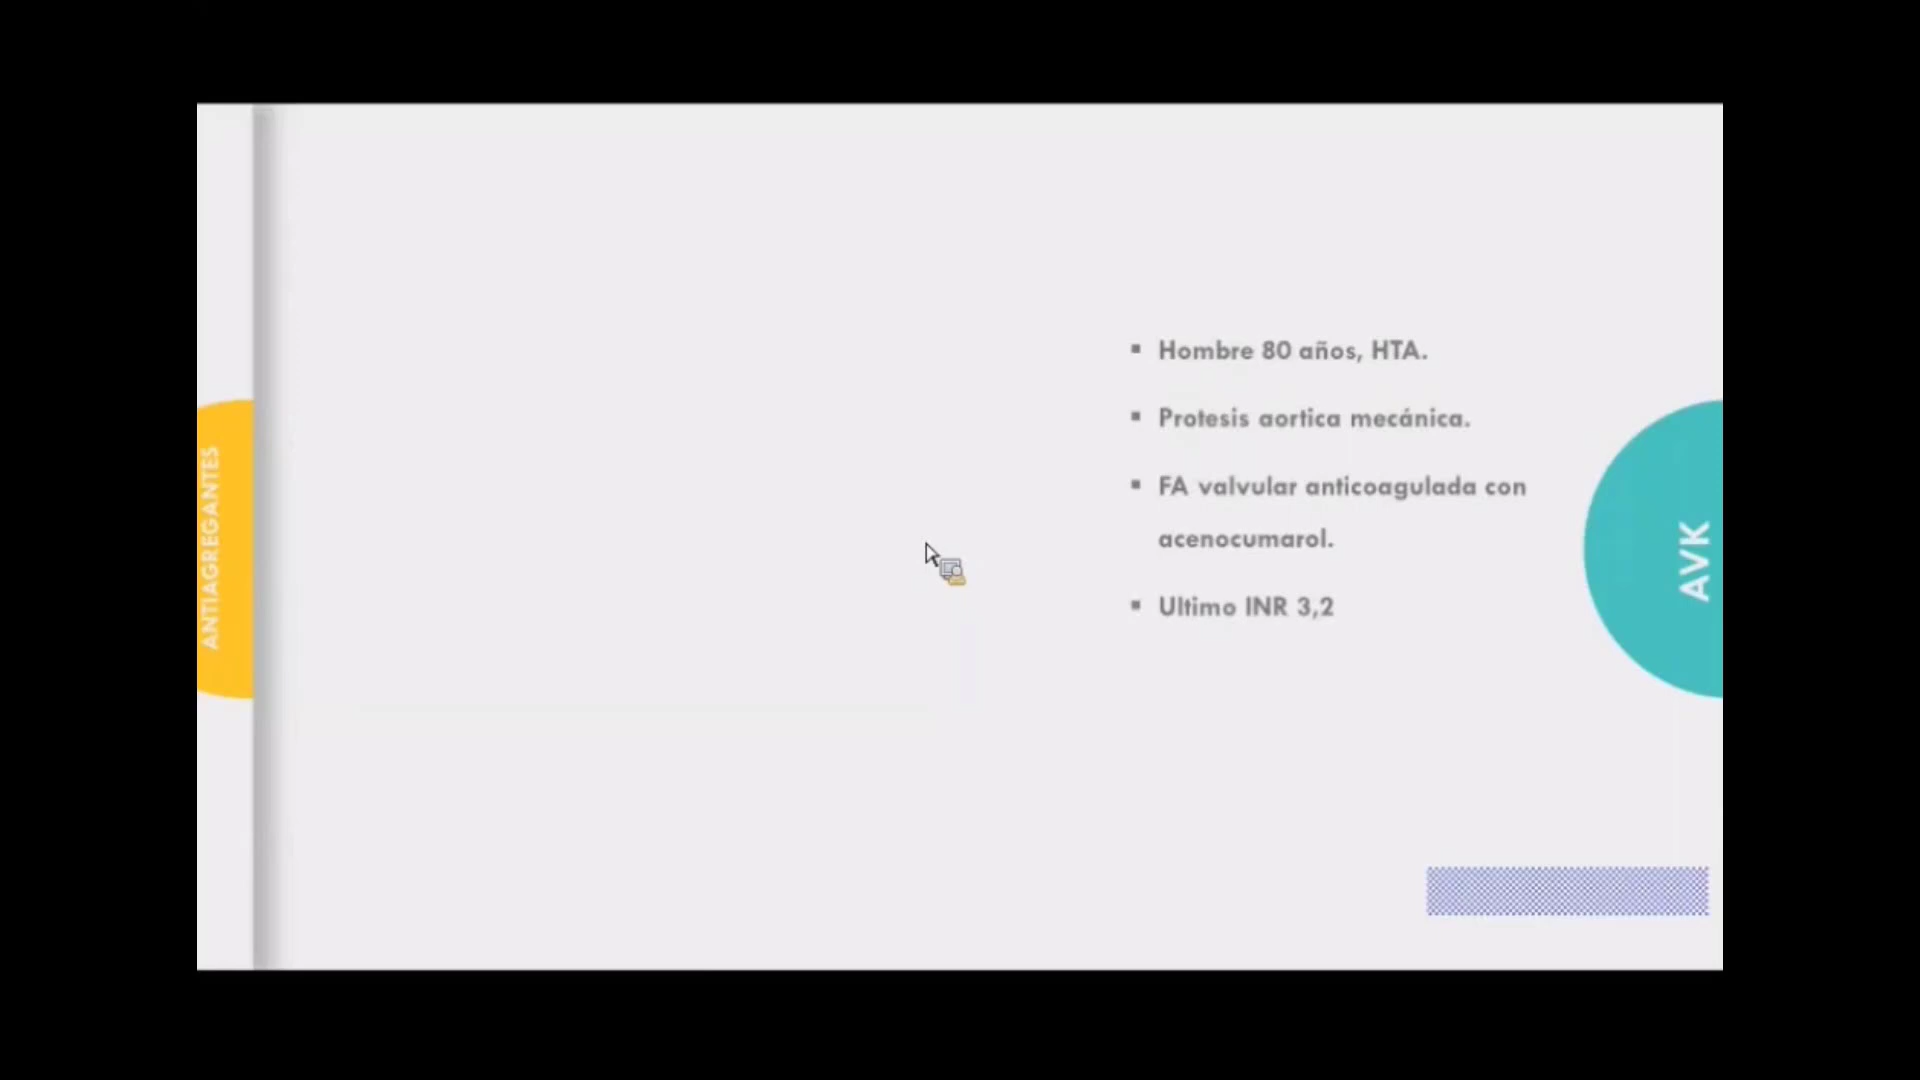 ANTIAGREGANTES
Hombre 80 años, HTA.
Protesis aortica mecánica.
FA valvular anticoagulada con
acenocumarol.
Ultimo INR 3,2
AVK